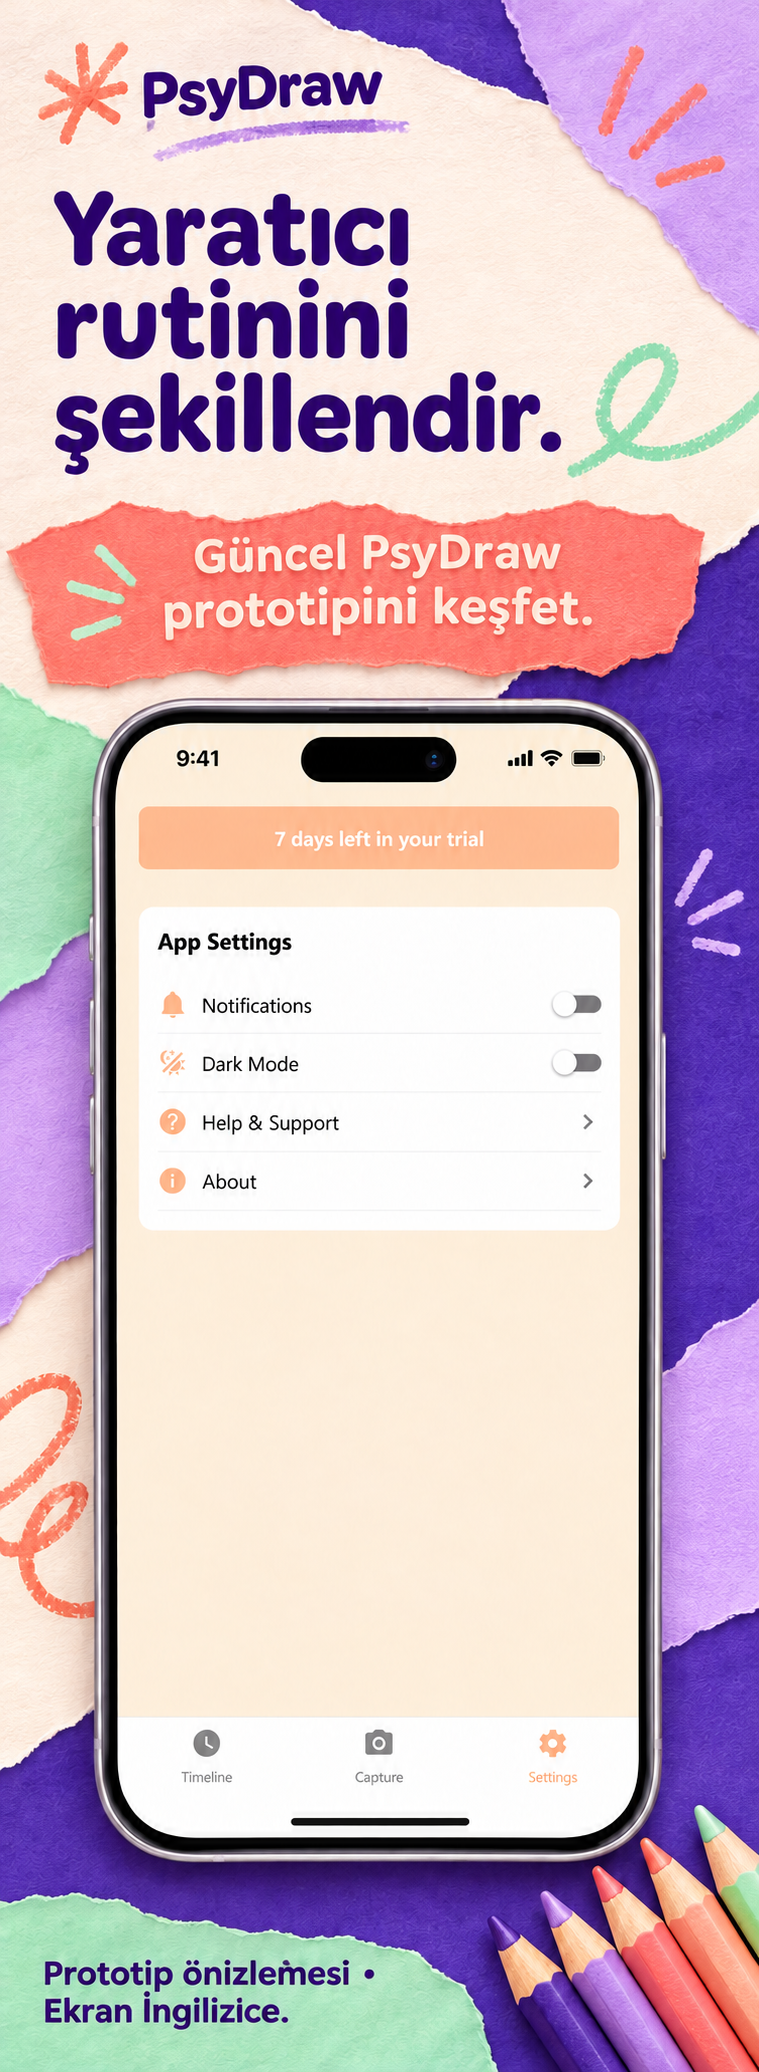 PsyDraw
Yaratıcı
rutinini
şekillendir.
Güncel PsyDraw
prototipini keşfet.
9:41
7 days left in your trial
App Settings
Notifications
Dark Mode
Help & Support
About
Timeline
Capture
Settings
Prototip önizlemesi •
Ekran İngilizice.